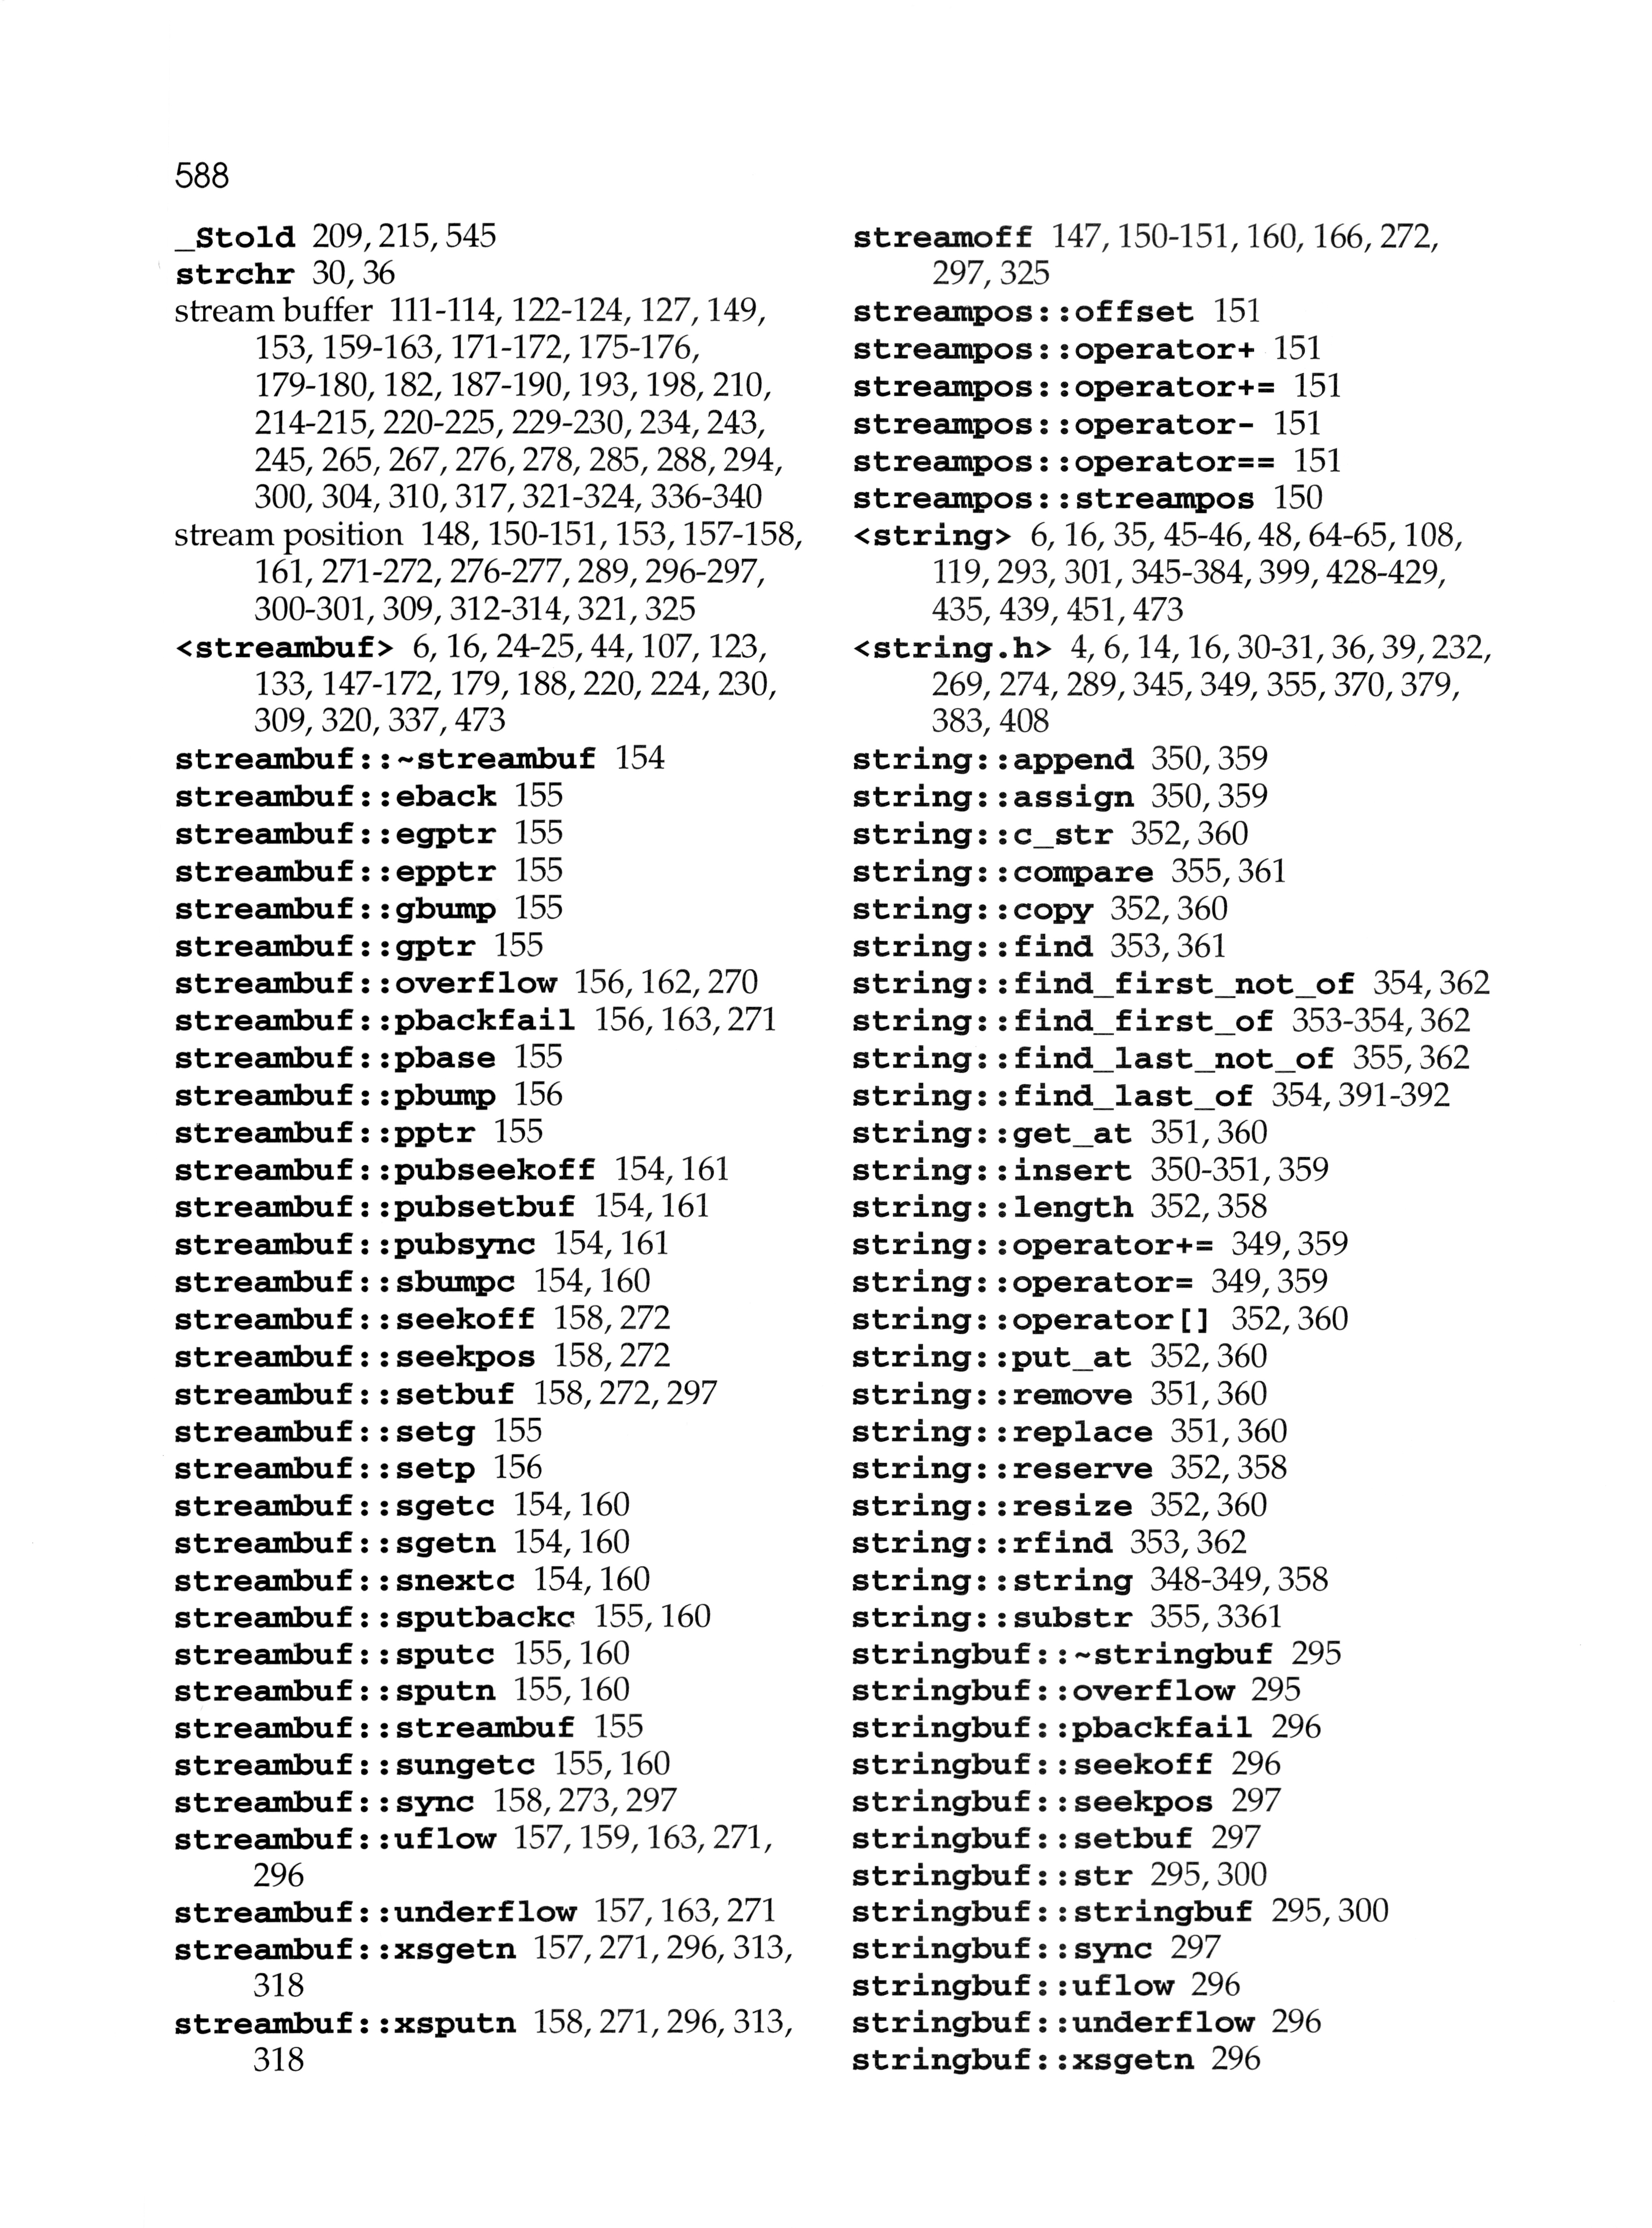 588
_Stold 209, 215, 545
strchr 30, 36
stream buffer 111-114, 122-124, 127, 149,
153, 159-163, 171-172, 175-176,
179-180, 182, 187-190, 193, 198, 210,
214-215, 220-225, 229-230, 234, 243,
245, 265, 267, 276, 278, 285, 288, 294,
300, 304, 310, 317, 321-324, 336-340
stream position 148, 150-151, 153, 157-158,
161, 271-272, 276-277, 289, 296-297,
300-301, 309, 312-314, 321, 325
<streambuf> 6, 16, 24-25, 44, 107, 123,
133, 147-172, 179, 188, 220, 224, 230,
309, 320, 337, 473
streambuf::~streambuf 154
streambuf::eback 155
streambuf::egptr 155
streambuf::epptr 155
streambuf::gbump 155
streambuf::gptr 155
streambuf::overflow 156, 162, 270
streambuf::pbackfail 156, 163, 271
streambuf::pbase 155
streambuf::pbump 156
streambuf::pptr 155
streambuf::pubseekoff 154, 161
streambuf::pubsetbuf 154, 161
streambuf::pubsync 154, 161
streambuf::sbumpc 154, 160
streambuf::seekoff 158, 272
streambuf::seekpos 158, 272
streambuf::setbuf 158, 272, 297
streambuf::setg 155
streambuf::setp 156
streambuf::sgetc 154, 160
streambuf::sgetn 154, 160
streambuf::snextc 154, 160
streambuf::sputbackc 155, 160
streambuf::sputc 155, 160
streambuf::sputn 155, 160
streambuf::streambuf 155
streambuf::sungetc 155, 160
streambuf::sync 158, 273, 297
streambuf::uflow 157, 159, 163, 271,
296
streambuf::underflow 157, 163, 271
streambuf::xsgetn 157, 271, 296, 313,
318
streambuf::xsputn 158, 271, 296, 313,
318
streamoff 147, 150-151, 160, 166, 272,
297, 325
streampos::offset 151
streampos::operator+ 151
streampos::operator+= 151
streampos::operator- 151
streampos::operator== 151
streampos::streampos 150
<string> 6, 16, 35, 45-46, 48, 64-65, 108,
119, 293, 301, 345-384, 399, 428-429,
435, 439, 451, 473
<string.h> 4, 6, 14, 16, 30-31, 36, 39, 232,
269, 274, 289, 345, 349, 355, 370, 379,
383, 408
string::append 350, 359
string::assign 350, 359
string::c_str 352, 360
string::compare 355, 361
string::copy 352, 360
string::find 353, 361
string::find_first_not_of 354, 362
string::find_first_of 353-354, 362
string::find_last_not_of 355, 362
string::find_last_of 354, 391-392
string::get_at 351, 360
string::insert 350-351, 359
string::length 352, 358
string::operator+= 349, 359
string::operator= 349, 359
string::operator[] 352, 360
string::put_at 352, 360
string::remove 351, 360
string::replace 351, 360
string::reserve 352, 358
string::resize 352, 360
string::rfind 353, 362
string::string 348-349, 358
string::substr 355, 3361
stringbuf::~stringbuf 295
stringbuf::overflow 295
stringbuf::pbackfail 296
stringbuf::seekoff 296
stringbuf::seekpos 297
stringbuf::setbuf 297
stringbuf::str 295, 300
stringbuf::stringbuf 295, 300
stringbuf::sync 297
stringbuf::uflow 296
stringbuf::underflow 296
stringbuf::xsgetn 296